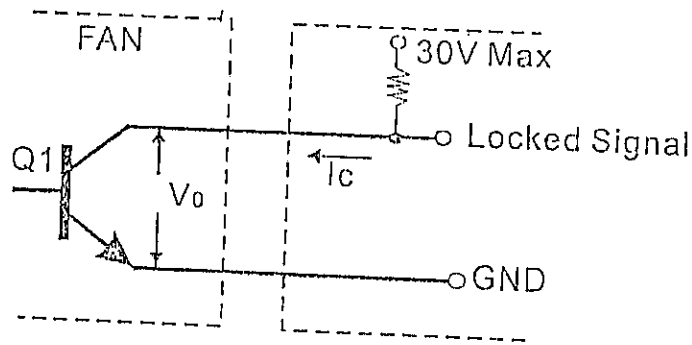 FAN
30V Max
Q1
Locked Signal
Ic
V0
GND